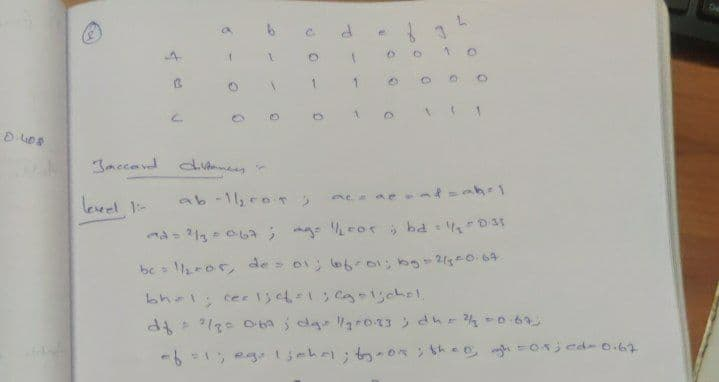 ②
a b c d e f g h
A 1 1 0 1 0 0 1 0
B 0 1 1 1 0 0 0 0
C 0 0 0 1 0 1 1 1
0.408
Jaccard distances :-
Level 1:- ab = 1/2 = 0.5 ; ac = ae = af = ah = 1
ad = 2/3 = 0.67 ; ag = 1/2 = 0.5 ; bd = 1/3 = 0.33
bc = 1/2 = 0.5, de = 01 ; bf = 01 ; bg = 2/3 = 0.67
bh = 1 ; ce = 1 ; cf = 1 ; cg = 1 ; ch = 1
df = 2/3 = 0.67 ; dg = 1/3 = 0.33 ; dh = 2/3 = 0.67 ;
ef = 1 ; eg = 1 ; eh = 1 ; fg = 0.5 ; fh = 0, gh = 0.5 ; cd = 0.67